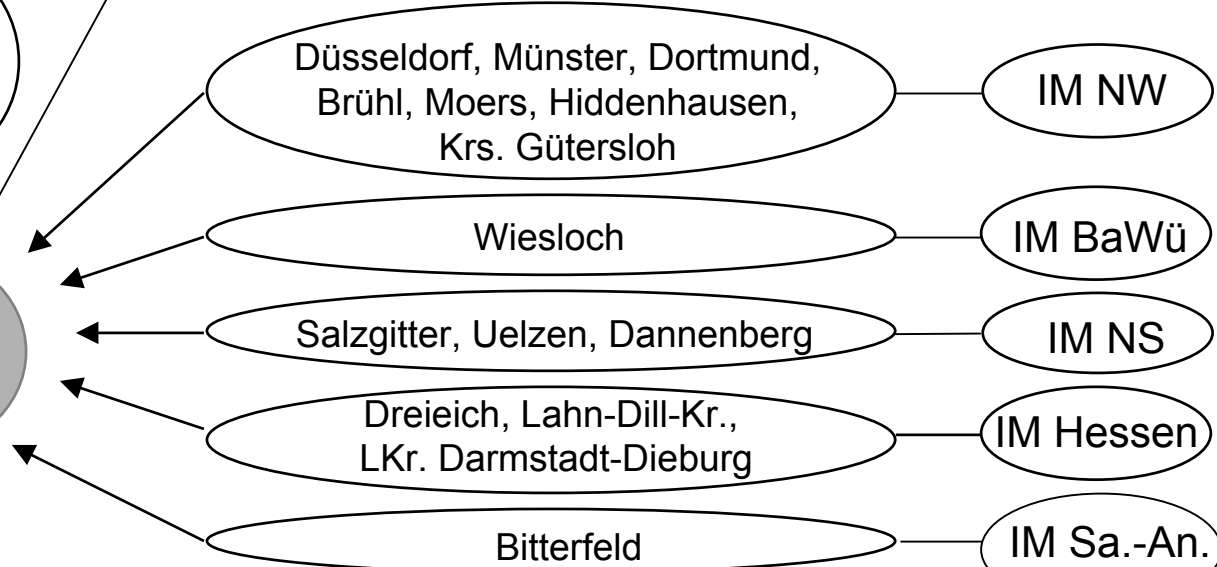 Düsseldorf, Münster, Dortmund,
Brühl, Moers, Hiddenhausen,
Krs. Gütersloh
IM NW
Wiesloch
IM BaWü
Salzgitter, Uelzen, Dannenberg
IM NS
Dreieich, Lahn-Dill-Kr.,
LKr. Darmstadt-Dieburg
IM Hessen
Bitterfeld
IM Sa.-An.